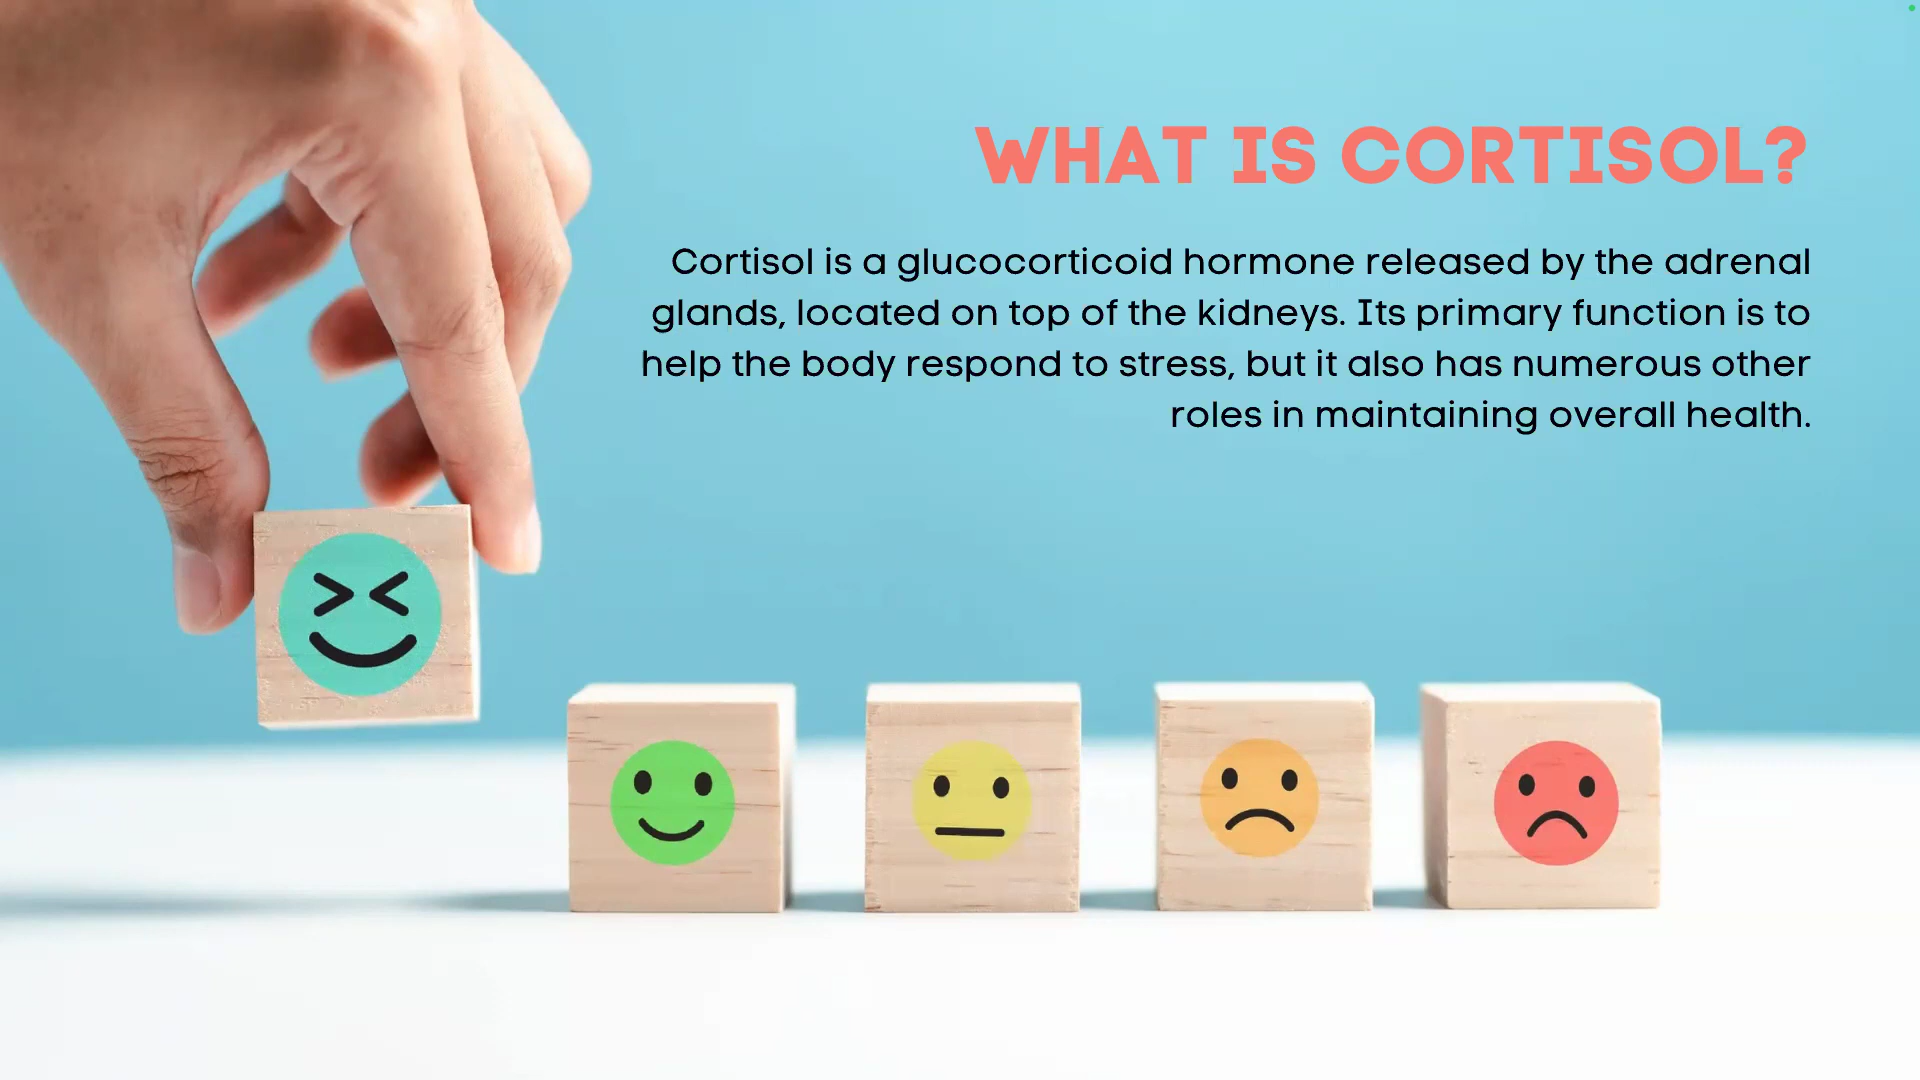 WHAT IS CORTISOL?
Cortisol is a glucocorticoid hormone released by the adrenal
glands, located on top of the kidneys. Its primary function is to
help the body respond to stress, but it also has numerous other
roles in maintaining overall health.